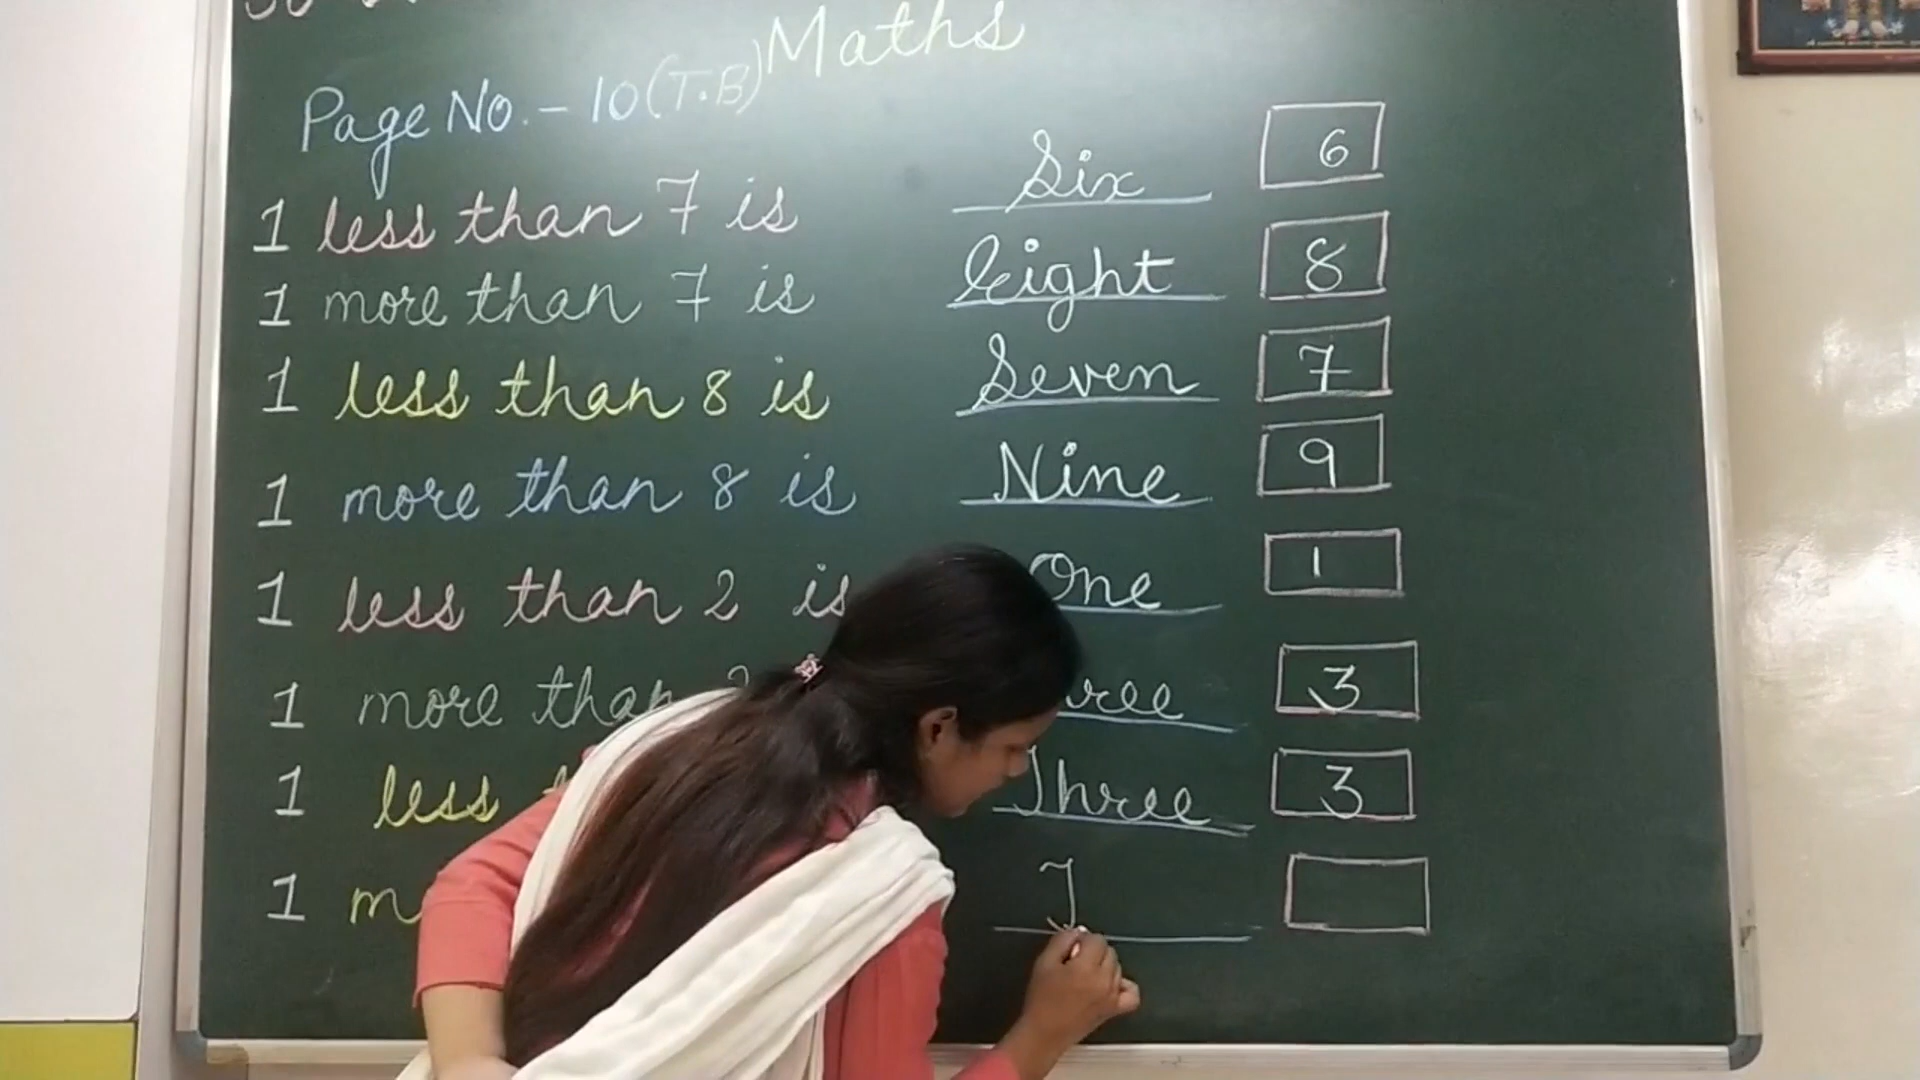 Maths
Page No. - 10 (T.B)
1 less than 7 is Six 6
1 more than 7 is Eight 8
1 less than 8 is Seven 7
1 more than 8 is Nine 9
1 less than 2 is One 1
1 more than 3
1 less Three 3
1